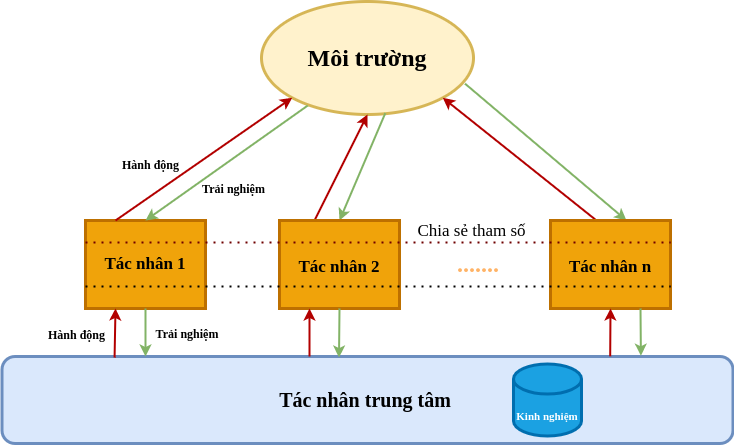 Môi trường
Hành động
Trải nghiệm
Chia sẻ tham số
Tác nhân 1
Tác nhân 2
.......
Tác nhân n
Hành động
Trải nghiệm
Tác nhân trung tâm
Kinh nghiệm